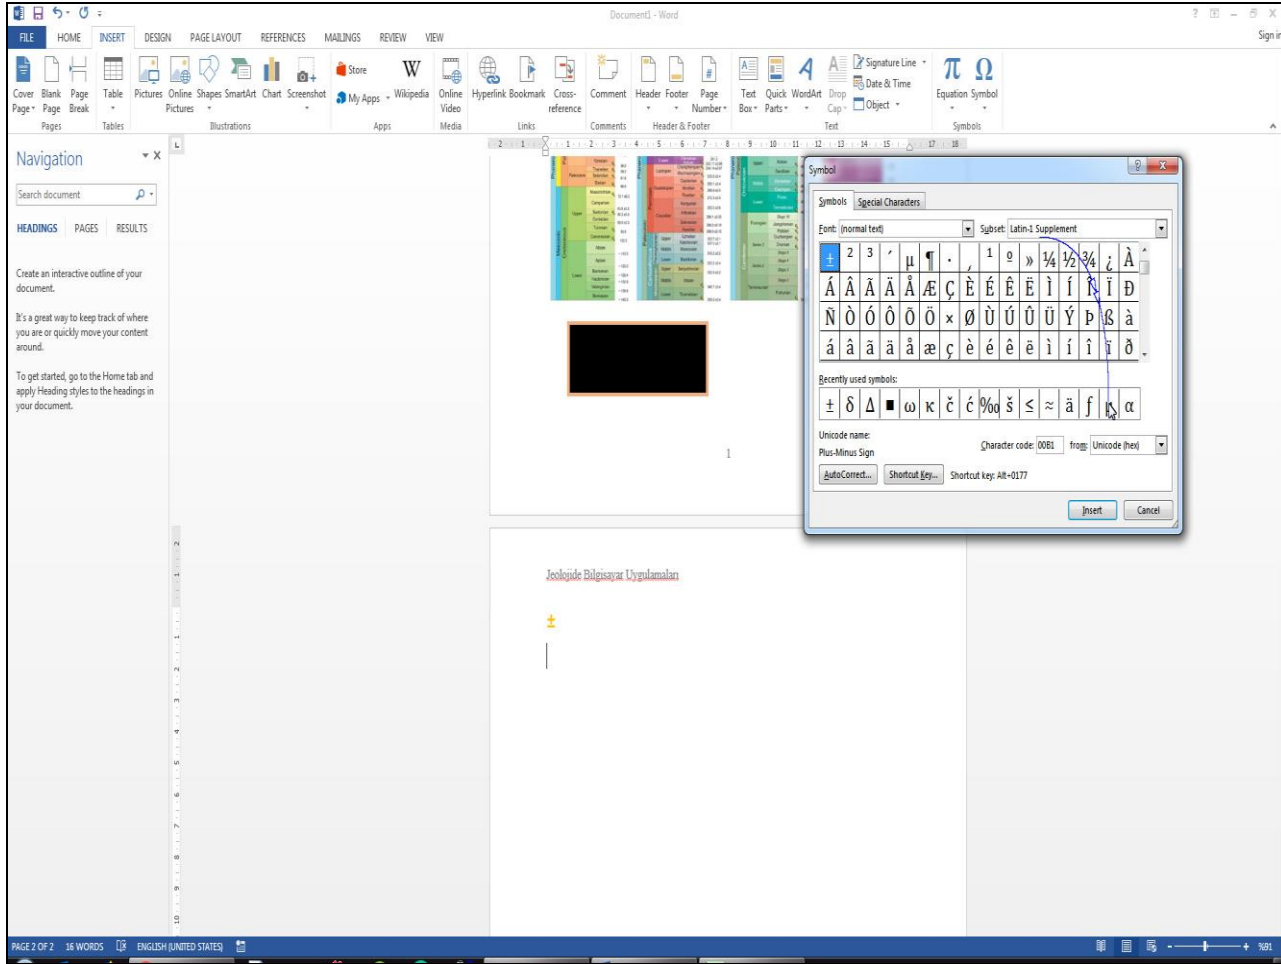 Document1 - Word
FILE HOME INSERT DESIGN PAGE LAYOUT REFERENCES MAILINGS REVIEW VIEW
Sign in
Cover Page
Blank Page
Page Break
Table
Pictures
Online Pictures
Shapes
SmartArt
Chart
Screenshot
Store
My Apps
Wikipedia
Online Video
Hyperlink
Bookmark
Cross-reference
Comment
Header
Footer
Page Number
Text Box
Quick Parts
WordArt
Drop Cap
Signature Line
Date & Time
Object
Equation
Symbol
Pages Tables Illustrations Apps Media Links Comments Header & Footer Text Symbols
Navigation
Search document
HEADINGS PAGES RESULTS
Create an interactive outline of your
document.
It's a great way to keep track of where
you are or quickly move your content
around.
To get started, go to the Home tab and
apply Heading styles to the headings in
your document.
1
Jeolojide Bilgisayar Uygulamaları
±
Symbol
Symbols Special Characters
Font: (normal text) Subset: Latin-1 Supplement
± ² ³ ´ µ ¶ · ¸ ¹ º » ¼ ½ ¾ ¿ À
Á Â Ã Ä Å Æ Ç È É Ê Ë Ì Í Î Ï Ð
Ñ Ò Ó Ô Õ Ö × Ø Ù Ú Û Ü Ý Þ ß à
á â ã ä å æ ç è é ê ë ì í î ï ð
Recently used symbols:
± δ Δ ■ ω κ č ć ‰ š ≤ ≈ ä f µ α
Unicode name:
Plus-Minus Sign
Character code: 00B1 from: Unicode (hex)
AutoCorrect... Shortcut Key... Shortcut key: Alt+0177
Insert Cancel
PAGE 2 OF 2 16 WORDS ENGLISH (UNITED STATES) %91